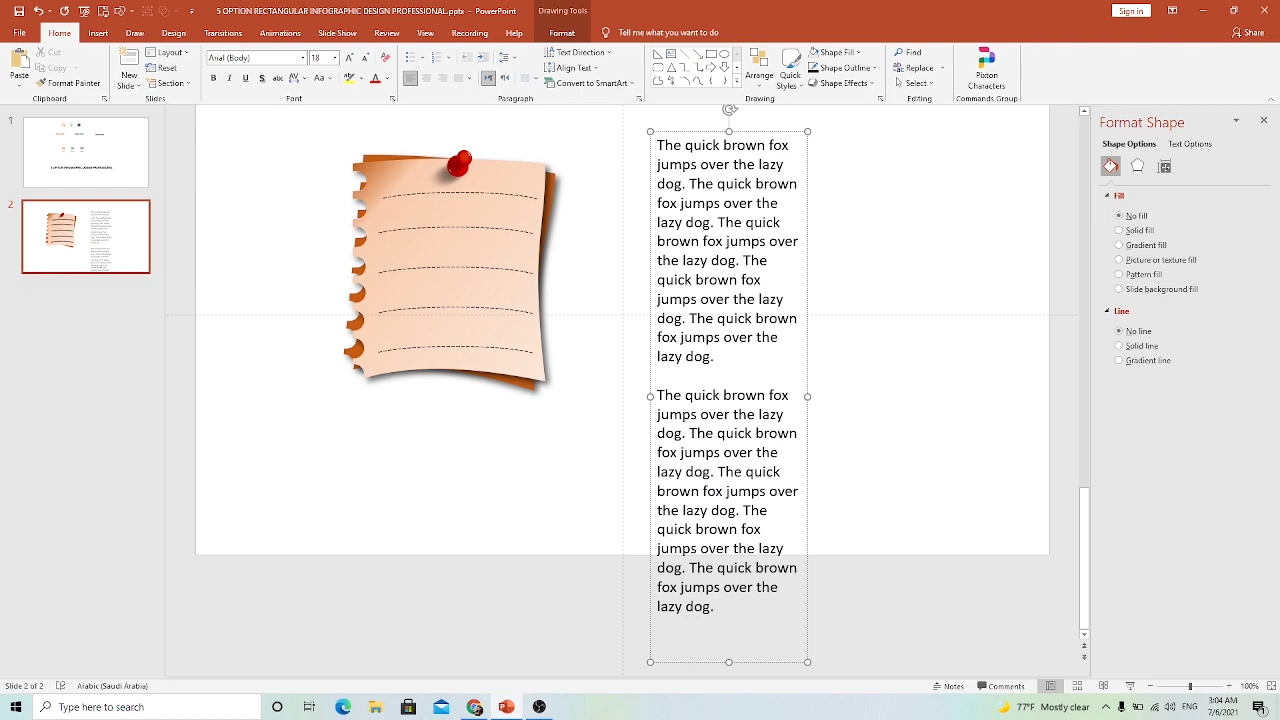 5 OPTION RECTANGULAR INFOGRAPHIC DESIGN PROFESSIONAL.pptx - PowerPoint
Drawing Tools
Sign in
File Home Insert Draw Design Transitions Animations Slide Show Review View Recording Help Format Tell me what you want to do
Share
Paste
Cut
Copy
Format Painter
Clipboard
New Slide
Layout
Reset
Section
Slides
Arial (Body) 18
Font
Text Direction
Align Text
Convert to SmartArt
Paragraph
Arrange
Quick Styles
Shape Fill
Shape Outline
Shape Effects
Drawing
Find
Replace
Select
Editing
Pixton Characters
Commands Group
1
2
The quick brown fox
jumps over the lazy
dog. The quick brown
fox jumps over the
lazy dog. The quick
brown fox jumps over
the lazy dog. The
quick brown fox
jumps over the lazy
dog. The quick brown
fox jumps over the
lazy dog.
The quick brown fox
jumps over the lazy
dog. The quick brown
fox jumps over the
lazy dog. The quick
brown fox jumps over
the lazy dog. The
quick brown fox
jumps over the lazy
dog. The quick brown
fox jumps over the
lazy dog.
Format Shape
Shape Options Text Options
Fill
No fill
Solid fill
Gradient fill
Picture or texture fill
Pattern fill
Slide background fill
Line
No line
Solid line
Gradient line
Slide 2 of 2 Arabic (Saudi Arabia)
Notes Comments 100%
Type here to search
77°F Mostly clear
3:04 AM
7/6/2021